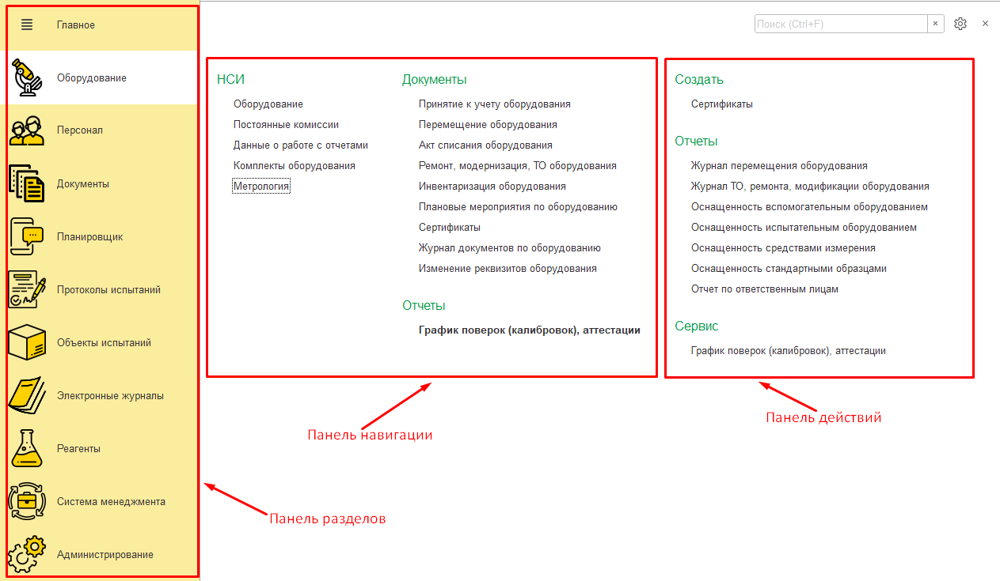 Главное
Оборудование
Персонал
Документы
Планировщик
Протоколы испытаний
Объекты испытаний
Электронные журналы
Реагенты
Система менеджмента
Администрирование
Поиск (Ctrl+F)
НСИ
Оборудование
Постоянные комиссии
Данные о работе с отчетами
Комплекты оборудования
Метрология
Документы
Принятие к учету оборудования
Перемещение оборудования
Акт списания оборудования
Ремонт, модернизация, ТО оборудования
Инвентаризация оборудования
Плановые мероприятия по оборудованию
Сертификаты
Журнал документов по оборудованию
Изменение реквизитов оборудования
Отчеты
График поверок (калибровок), аттестации
Создать
Сертификаты
Отчеты
Журнал перемещения оборудования
Журнал ТО, ремонта, модификации оборудования
Оснащенность вспомогательным оборудованием
Оснащенность испытательным оборудованием
Оснащенность средствами измерения
Оснащенность стандартными образцами
Отчет по ответственным лицам
Сервис
График поверок (калибровок), аттестации
Панель навигации
Панель действий
Панель разделов